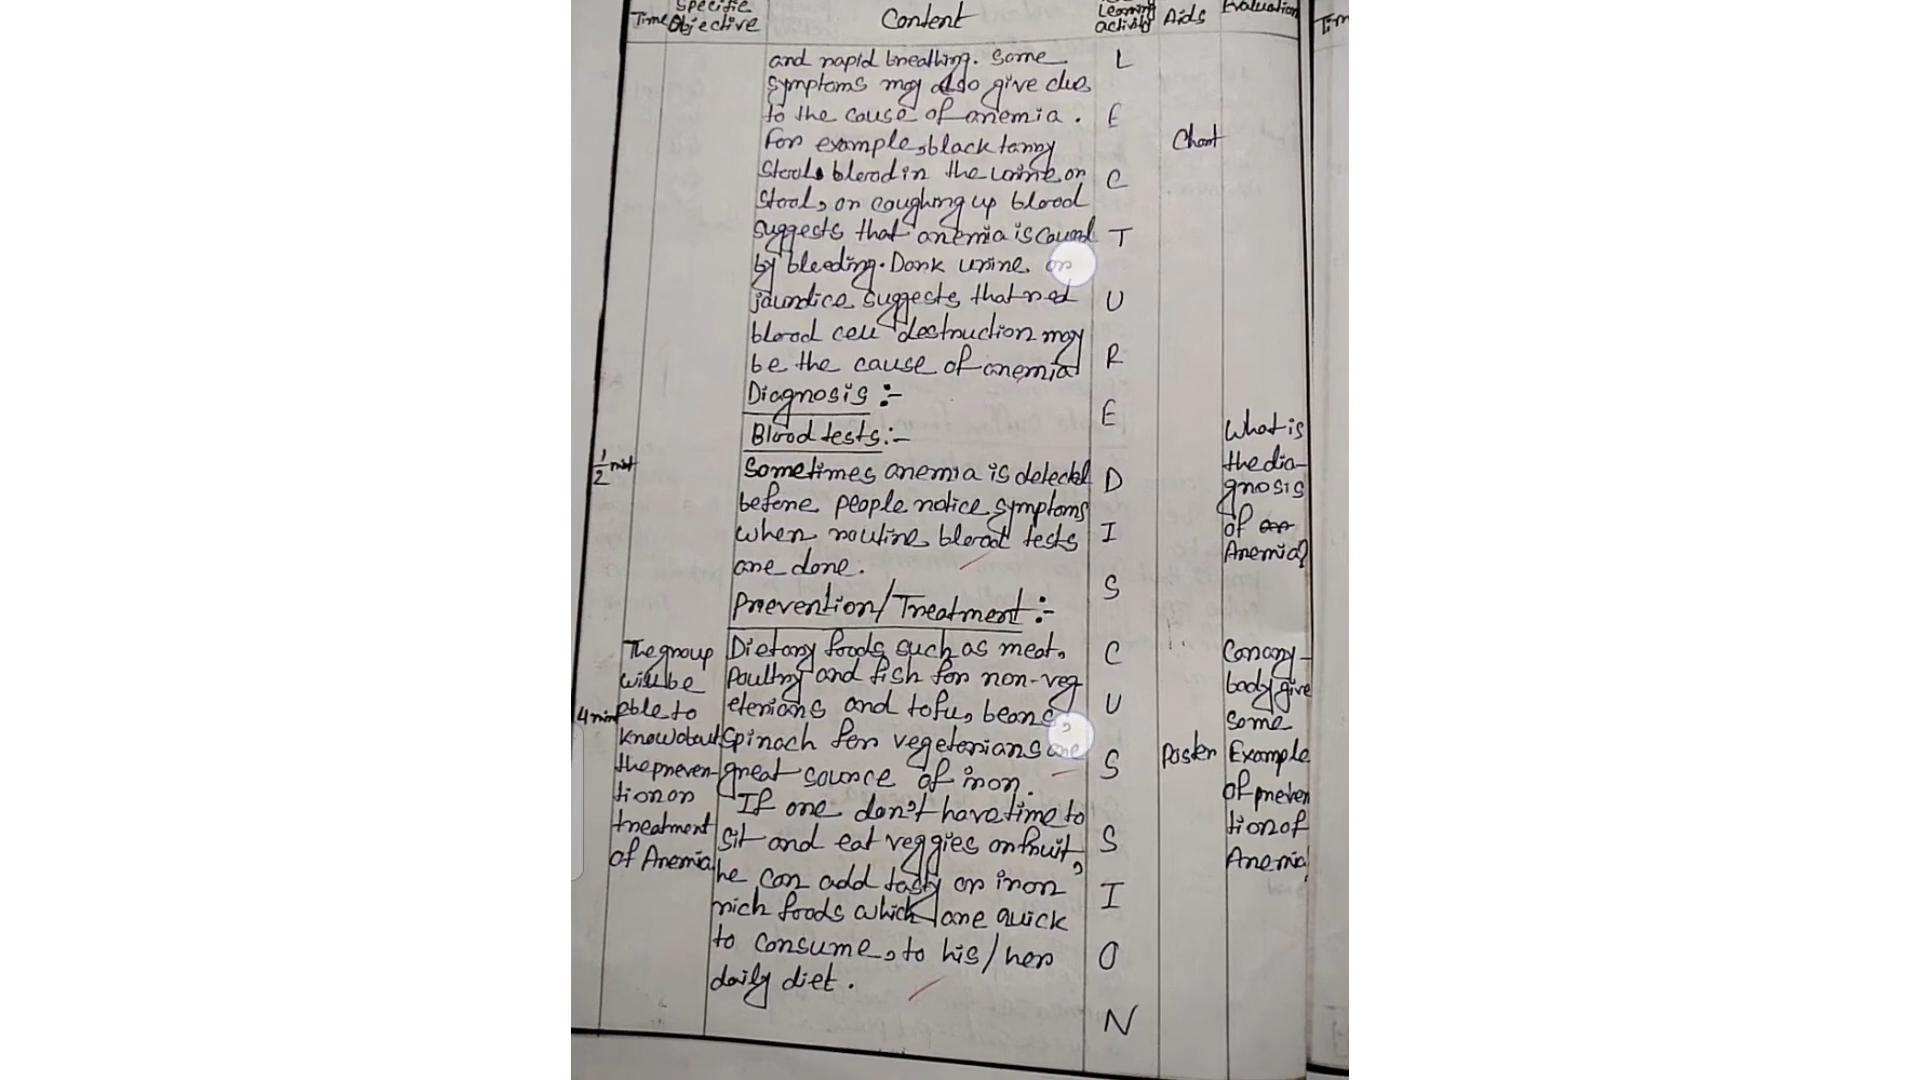 Time
Specific
Objective
Content
Learning
activity
Aids
Evaluation
and rapid breathing. Some
symptoms may also give clues
to the cause of anemia.
For example, black tarry
Stools blood in the urine or
Stool, or coughing up blood
suggests that anemia is caused
by bleeding. Dark urine or
jaundice suggests that red
blood cell destruction may
be the cause of anemia
Diagnosis :-
Blood tests :-
Sometimes anemia is detected
before people notice symptoms
when routine blood tests
are done.
Prevention/Treatment :-
Dietary foods such as meat,
poultry and fish for non-veg
eterians and tofu, beans,
spinach for vegeterians are
great source of iron.
If one don't have time to
sit and eat veggies or fruit,
he can add tasty or iron
rich foods which are quick
to consume, to his/her
daily diet.
1/2 mint
4 mint
The group
will be
able to
know about
the preven-
tion or
treatment
of Anemia
L
E
C
T
U
R
E
D
I
S
C
U
S
S
I
O
N
Chart
Poster
What is
the dia-
gnosis
of
Anemia?
Can any-
body give
some
Example
of preven
tion of
Anemia